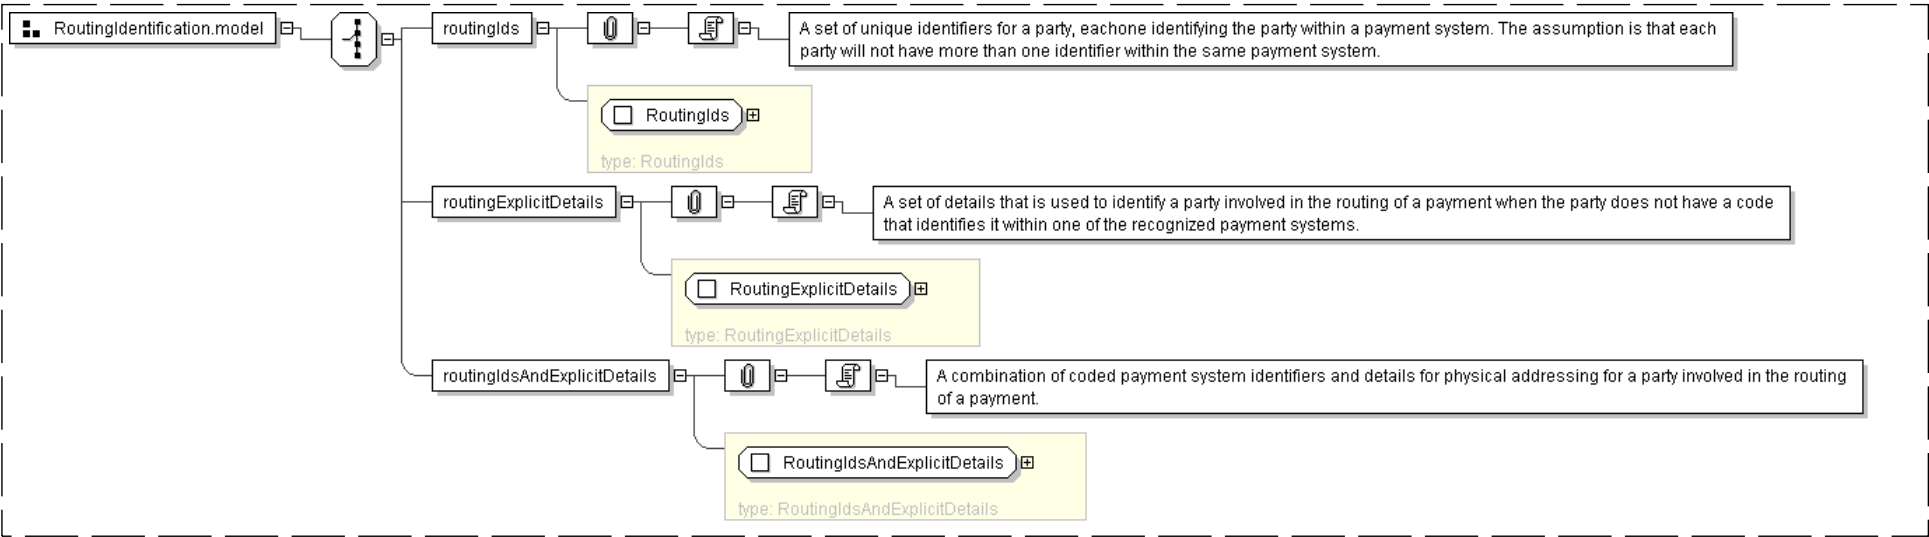 RoutingIdentification.model
routingIds
A set of unique identifiers for a party, eachone identifying the party within a payment system. The assumption is that each
party will not have more than one identifier within the same payment system.
RoutingIds
type: RoutingIds
routingExplicitDetails
A set of details that is used to identify a party involved in the routing of a payment when the party does not have a code
that identifies it within one of the recognized payment systems.
RoutingExplicitDetails
type: RoutingExplicitDetails
routingIdsAndExplicitDetails
A combination of coded payment system identifiers and details for physical addressing for a party involved in the routing
of a payment.
RoutingIdsAndExplicitDetails
type: RoutingIdsAndExplicitDetails